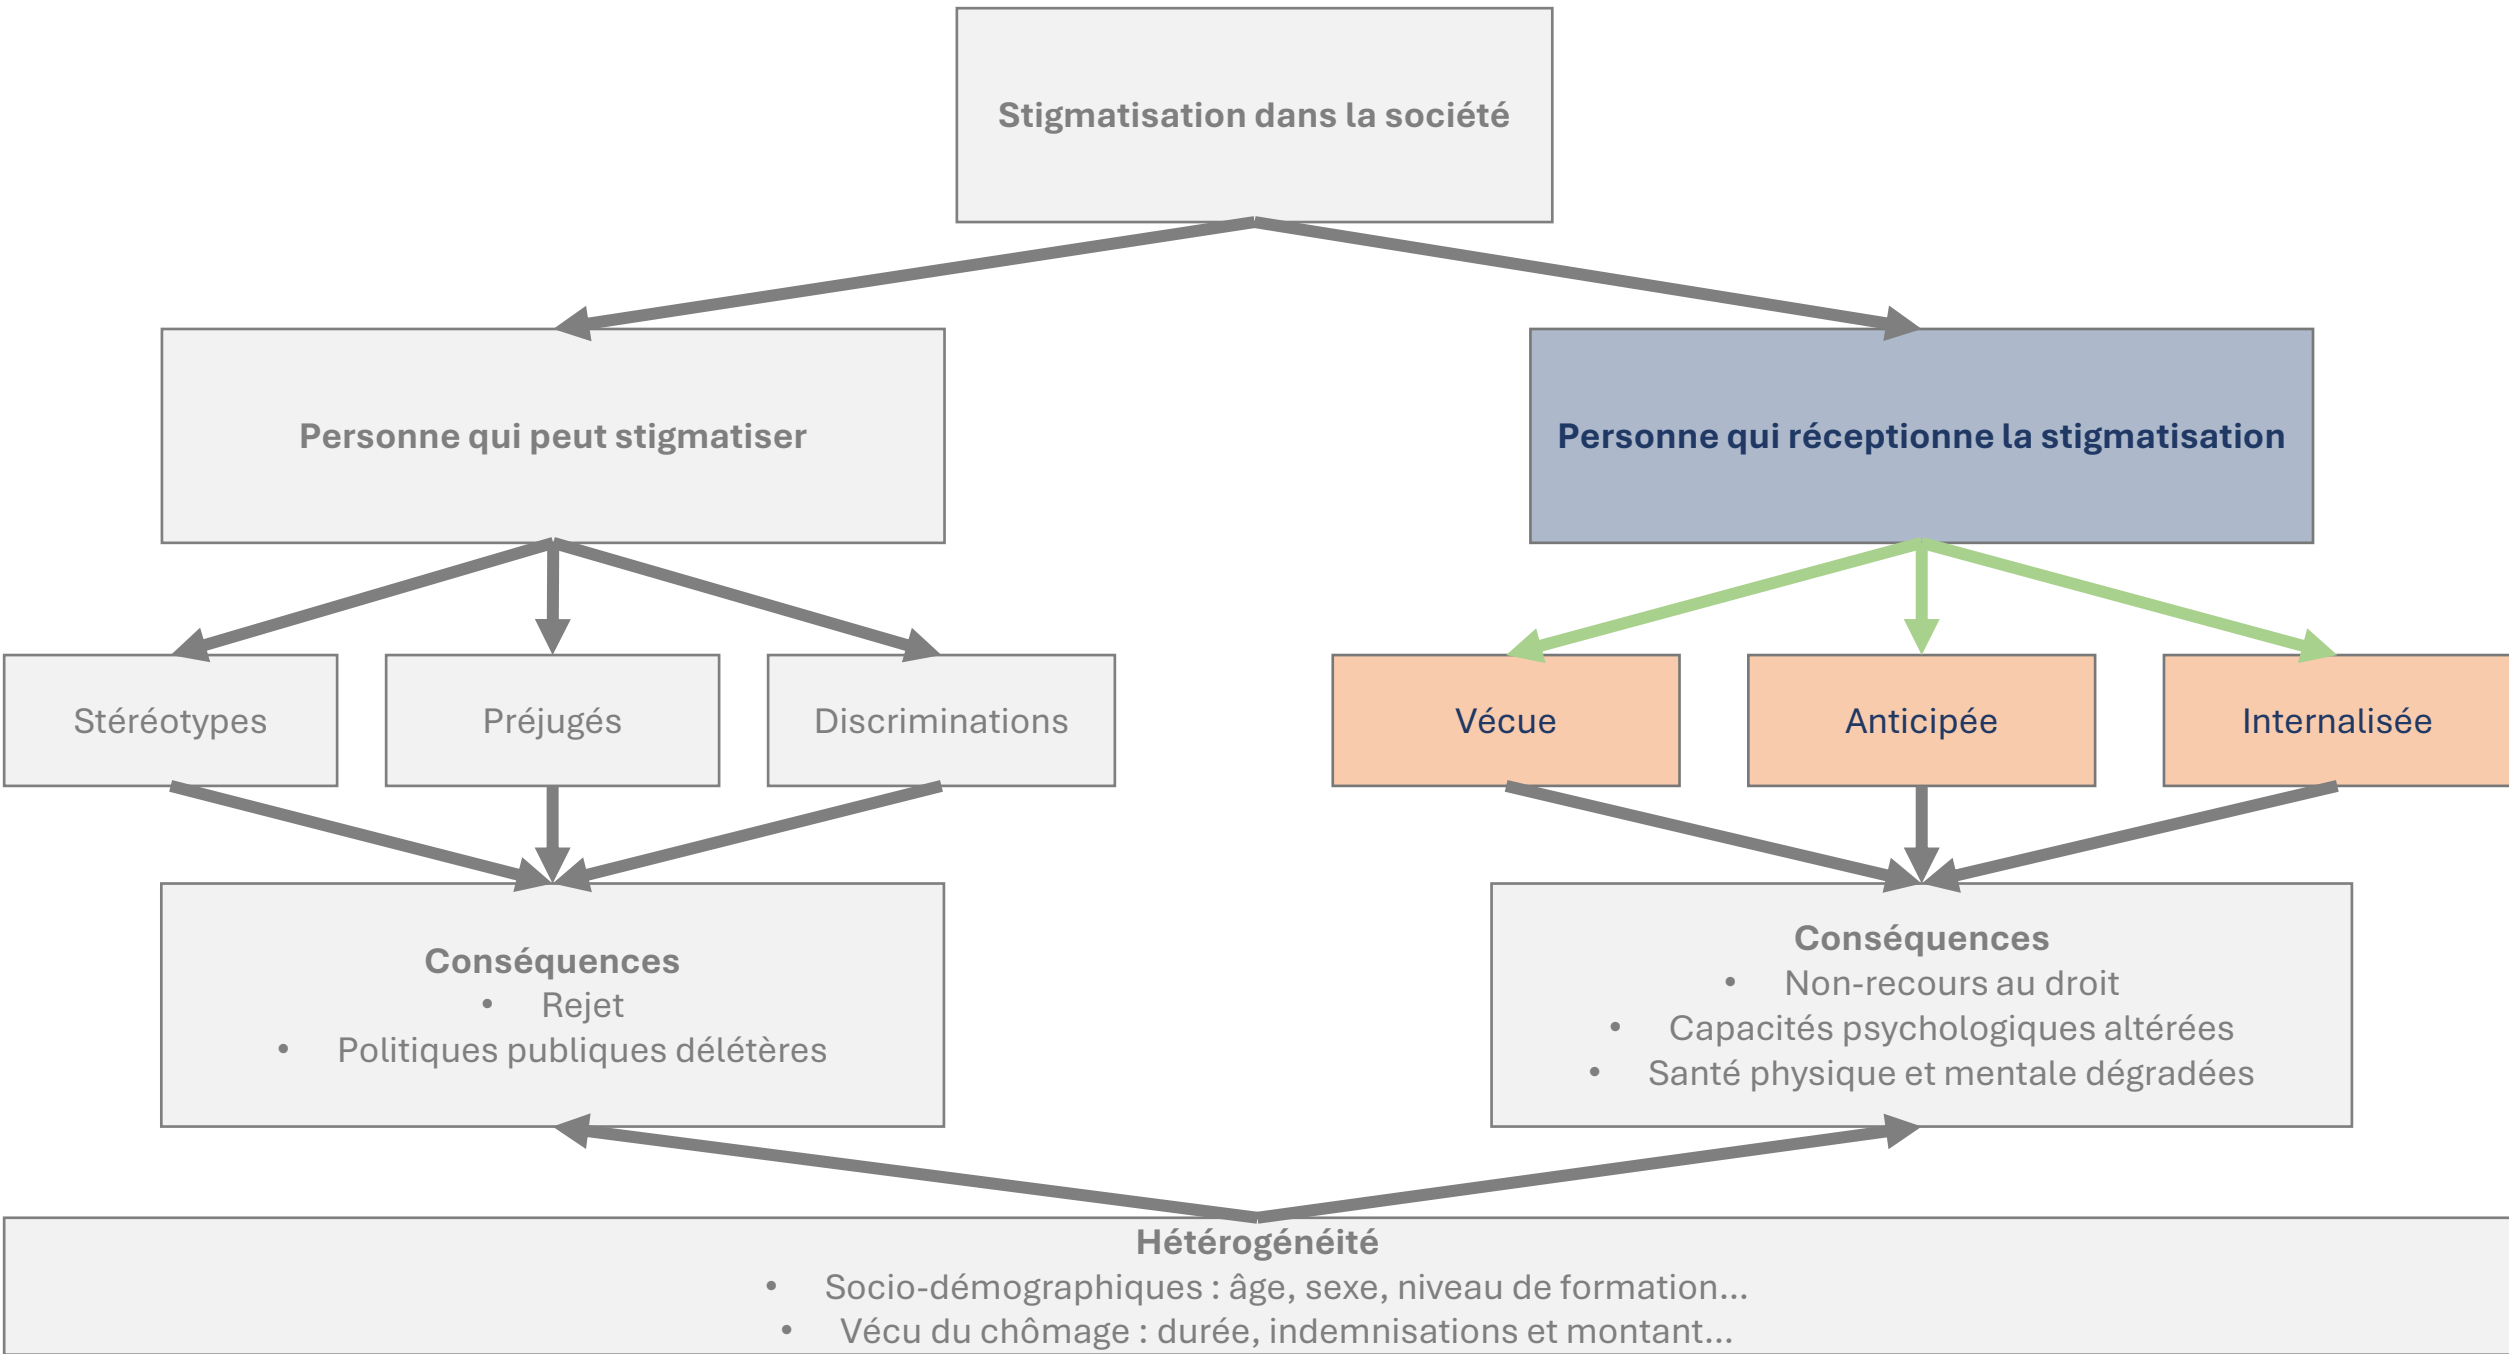 Stigmatisation dans la société
Personne qui peut stigmatiser
Personne qui réceptionne la stigmatisation
Stéréotypes
Préjugés
Discriminations
Vécue
Anticipée
Internalisée
Conséquences
• Rejet
• Politiques publiques délétères
Conséquences
• Non-recours au droit
• Capacités psychologiques altérées
• Santé physique et mentale dégradées
Hétérogénéité
• Socio-démographiques : âge, sexe, niveau de formation...
• Vécu du chômage : durée, indemnisations et montant...